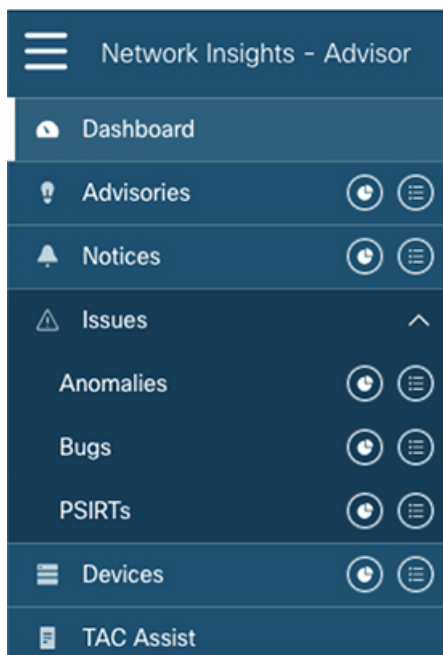 Network Insights - Advisor
Dashboard
Advisories
Notices
Issues
Anomalies
Bugs
PSIRTs
Devices
TAC Assist